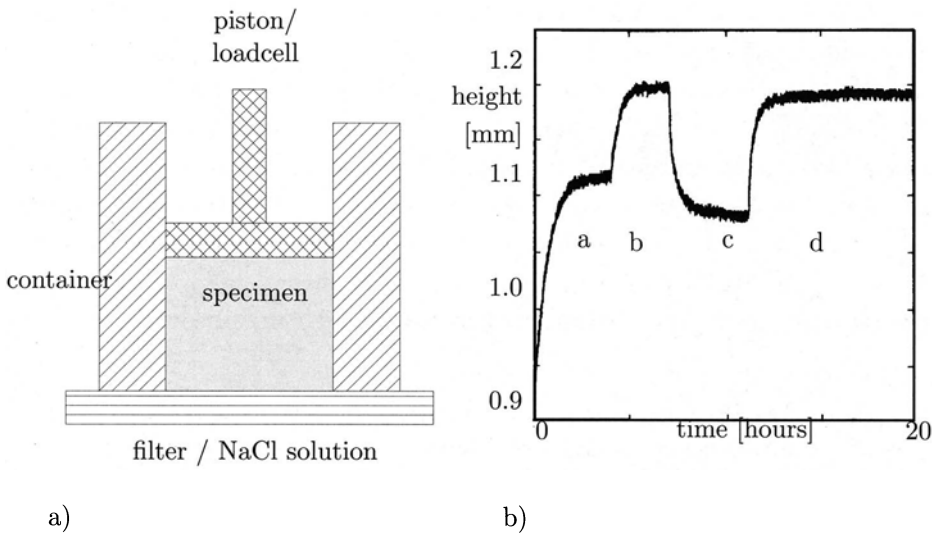 piston/
loadcell
container
specimen
filter / NaCl solution
a)
1.2
height
[mm]
1.1
1.0
0.9
a
b
c
d
0
time [hours]
20
b)